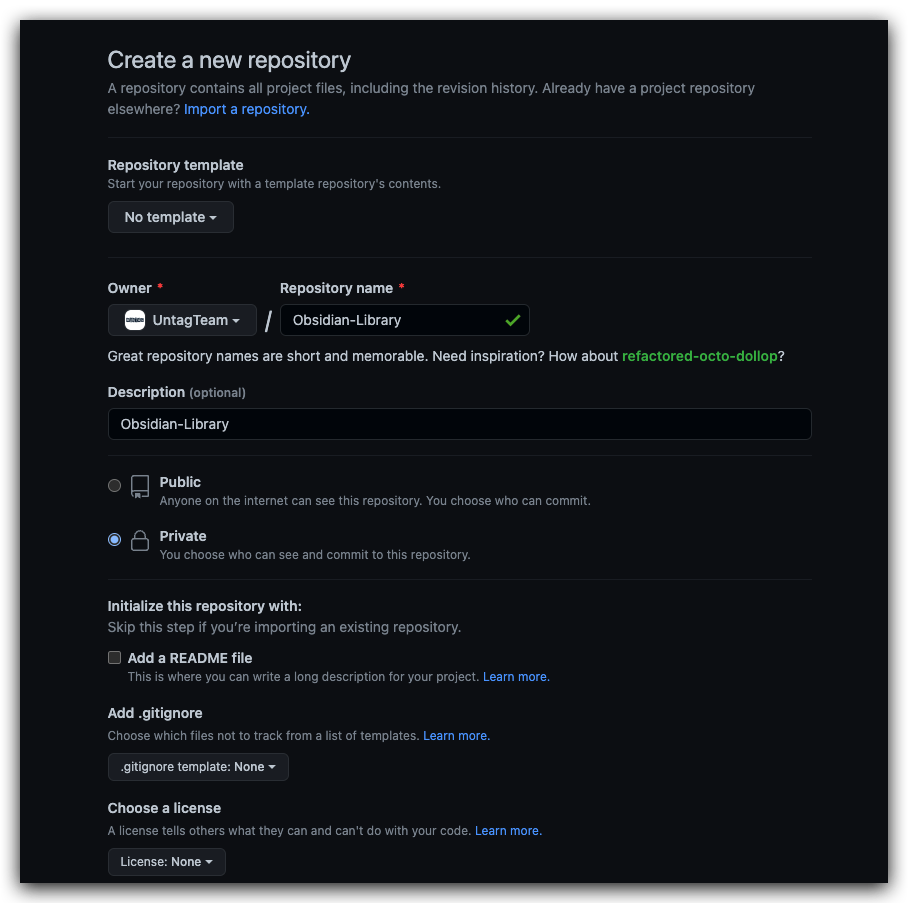 Create a new repository
A repository contains all project files, including the revision history. Already have a project repository
elsewhere? Import a repository.
Repository template
Start your repository with a template repository's contents.
No template
Owner *
Repository name *
UntagTeam
/
Obsidian-Library
Great repository names are short and memorable. Need inspiration? How about refactored-octo-dollop?
Description (optional)
Obsidian-Library
Public
Anyone on the internet can see this repository. You choose who can commit.
Private
You choose who can see and commit to this repository.
Initialize this repository with:
Skip this step if you’re importing an existing repository.
Add a README file
This is where you can write a long description for your project. Learn more.
Add .gitignore
Choose which files not to track from a list of templates. Learn more.
.gitignore template: None
Choose a license
A license tells others what they can and can't do with your code. Learn more.
License: None